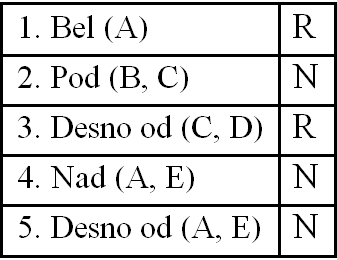 1. Bel (A) R
2. Pod (B, C) N
3. Desno od (C, D) R
4. Nad (A, E) N
5. Desno od (A, E) N